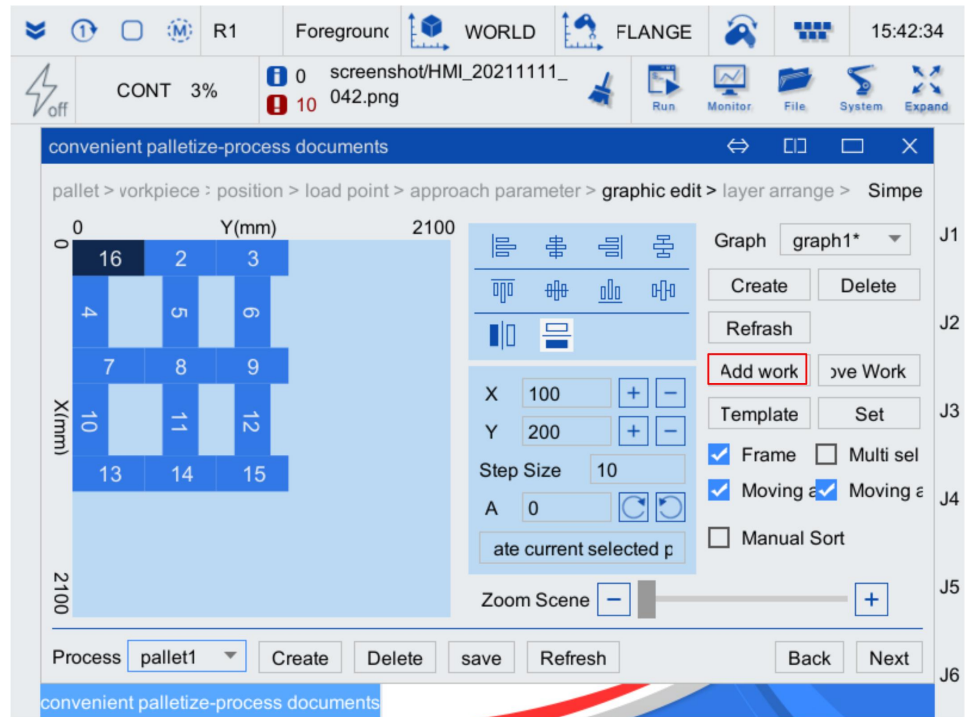 R1 Foregroun WORLD FLANGE 15:42:34
off CONT 3% 0 10 screenshot/HMI_20211111_
042.png
Run Monitor File System Expand
convenient palletize-process documents
pallet > vorkpiece > position > load point > approach parameter > graphic edit > layer arrange > Simpe
0 Y(mm) 2100
0
X(mm)
2100
16 2 3
4 5 6
7 8 9
10 11 12
13 14 15
X 100 + −
Y 200 + −
Step Size 10
A 0
ate current selected p
Zoom Scene − +
Graph graph1*
Create Delete
Refrash
Add work ove Work
Template Set
Frame Multi sel
Moving a Moving a
Manual Sort
J1
J2
J3
J4
J5
J6
Process pallet1 Create Delete save Refresh Back Next
convenient palletize-process documents